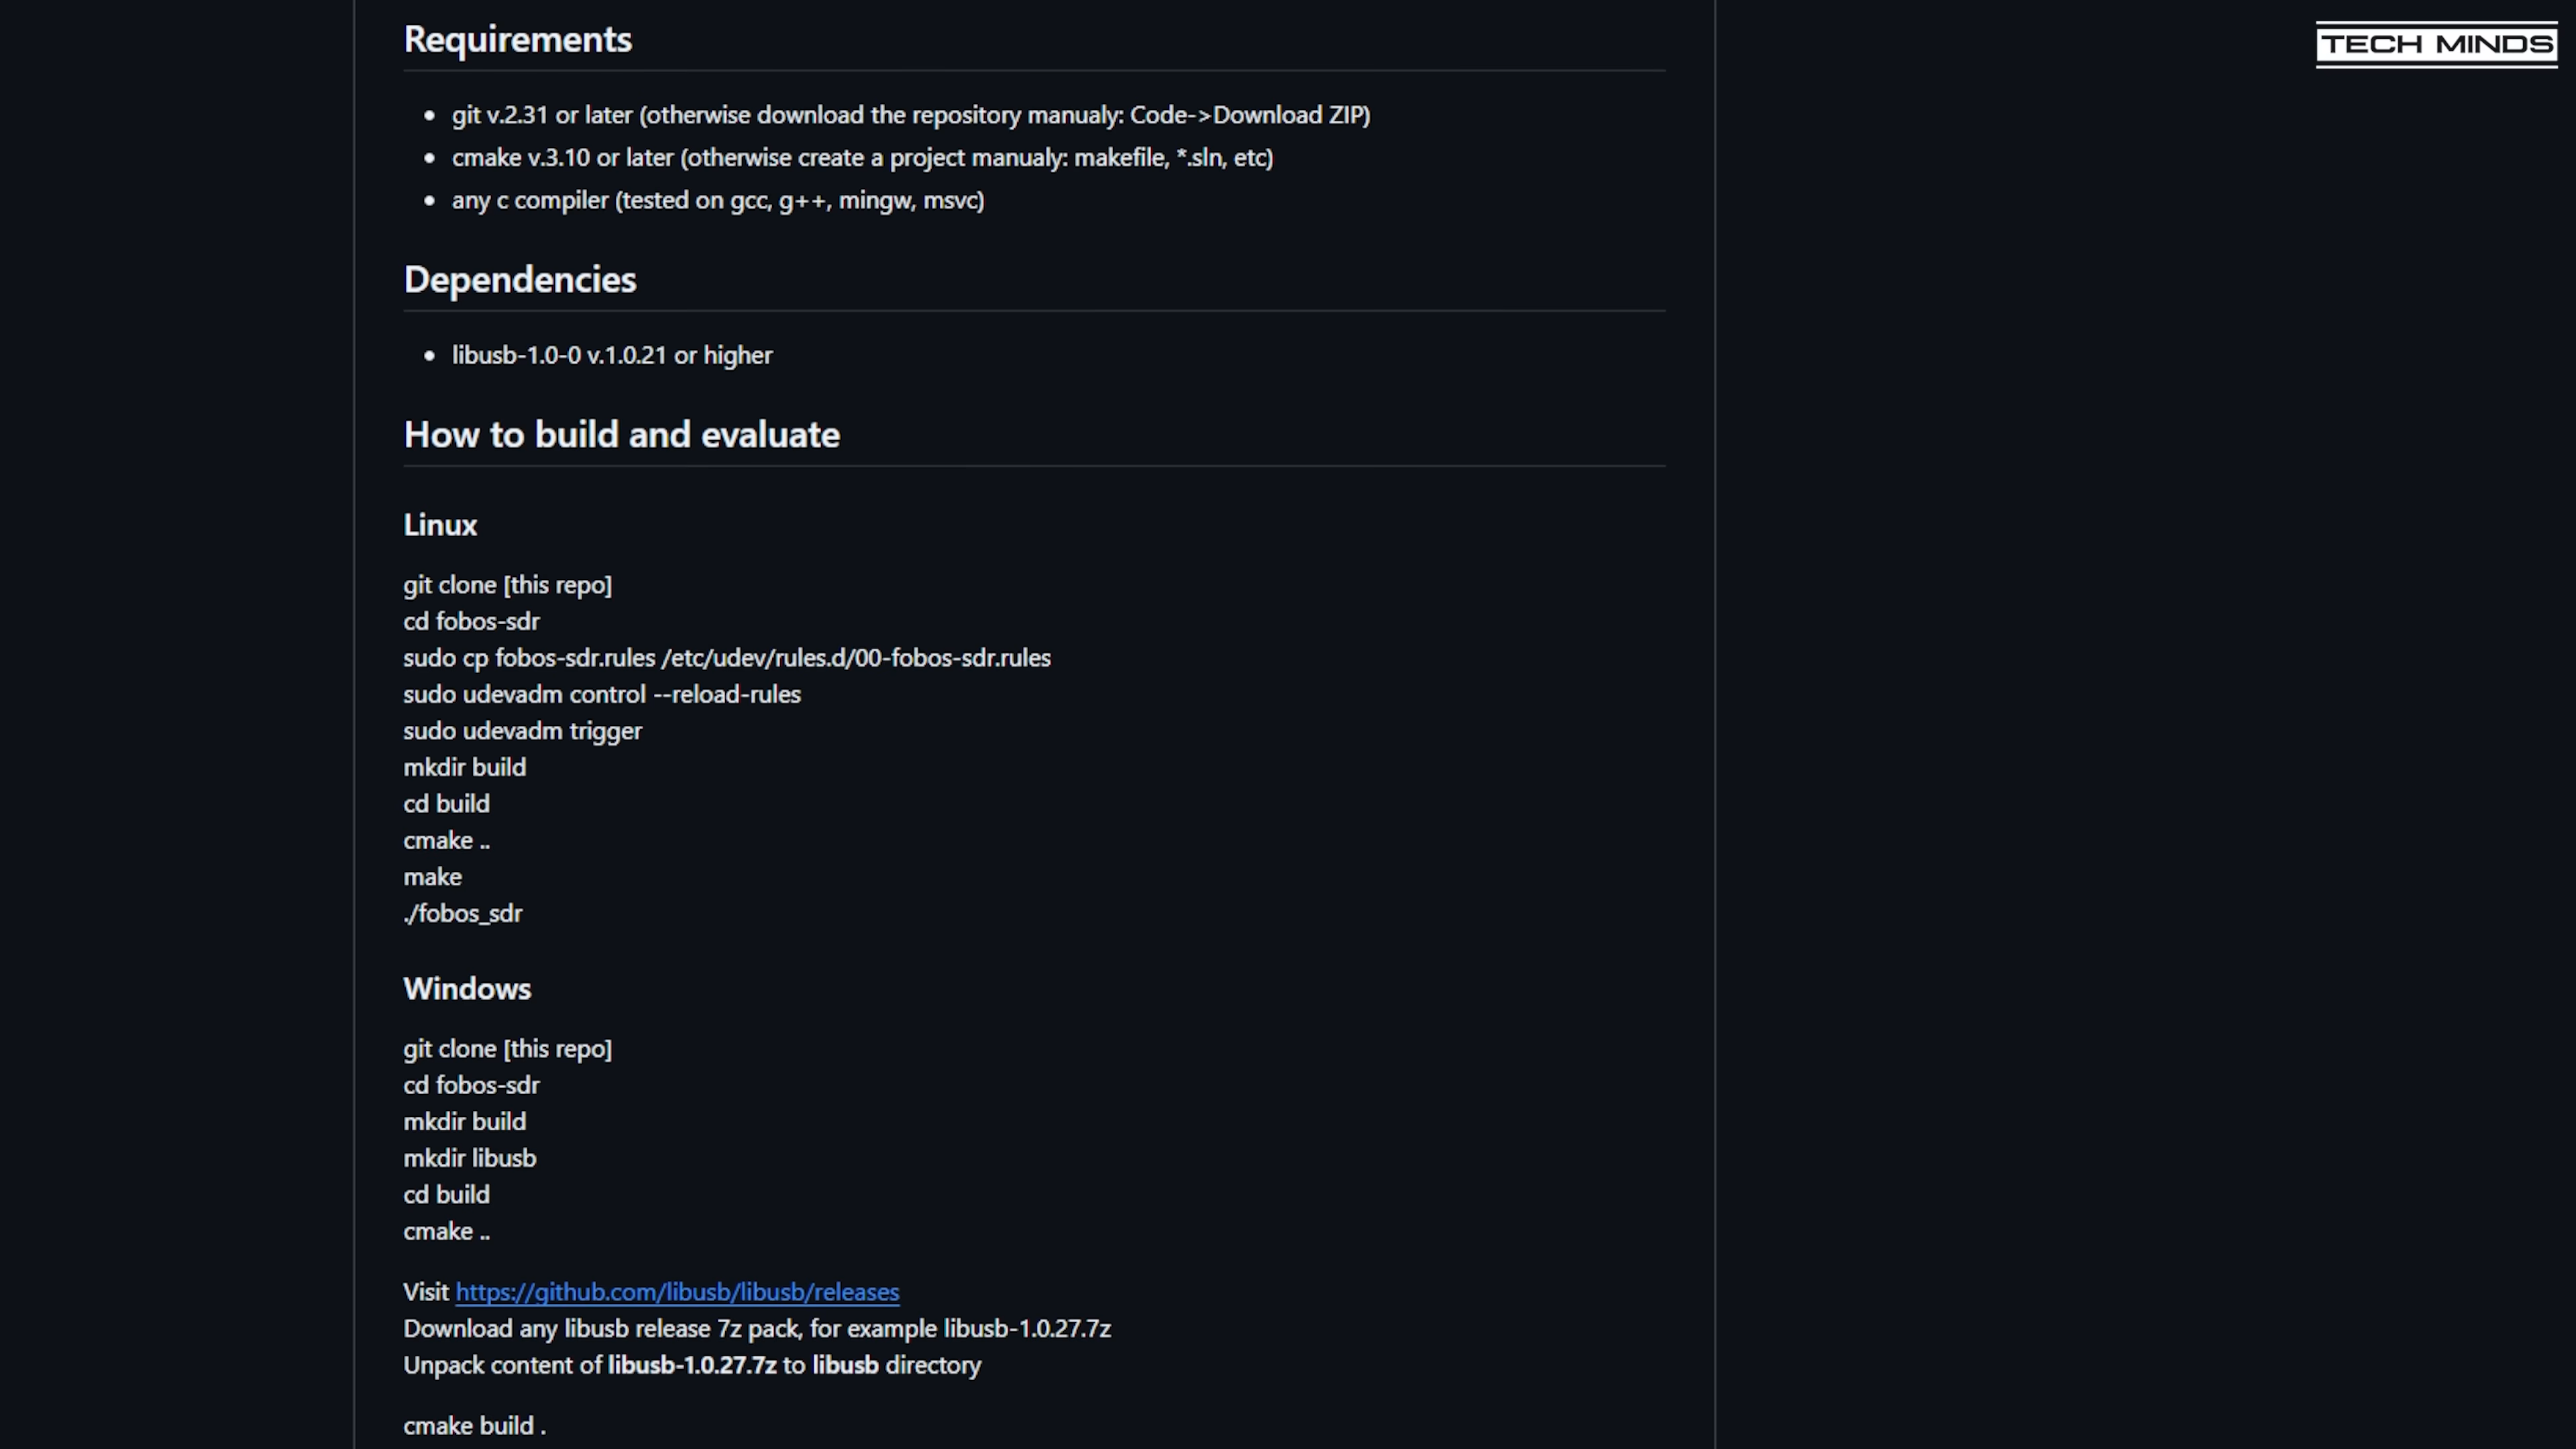 Requirements
TECH MINDS
• git v.2.31 or later (otherwise download the repository manualy: Code->Download ZIP)
• cmake v.3.10 or later (otherwise create a project manualy: makefile, *.sln, etc)
• any c compiler (tested on gcc, g++, mingw, msvc)
Dependencies
• libusb-1.0-0 v.1.0.21 or higher
How to build and evaluate
Linux
git clone [this repo]
cd fobos-sdr
sudo cp fobos-sdr.rules /etc/udev/rules.d/00-fobos-sdr.rules
sudo udevadm control --reload-rules
sudo udevadm trigger
mkdir build
cd build
cmake ..
make
./fobos_sdr
Windows
git clone [this repo]
cd fobos-sdr
mkdir build
mkdir libusb
cd build
cmake ..
Visit https://github.com/libusb/libusb/releases
Download any libusb release 7z pack, for example libusb-1.0.27.7z
Unpack content of libusb-1.0.27.7z to libusb directory
cmake build .